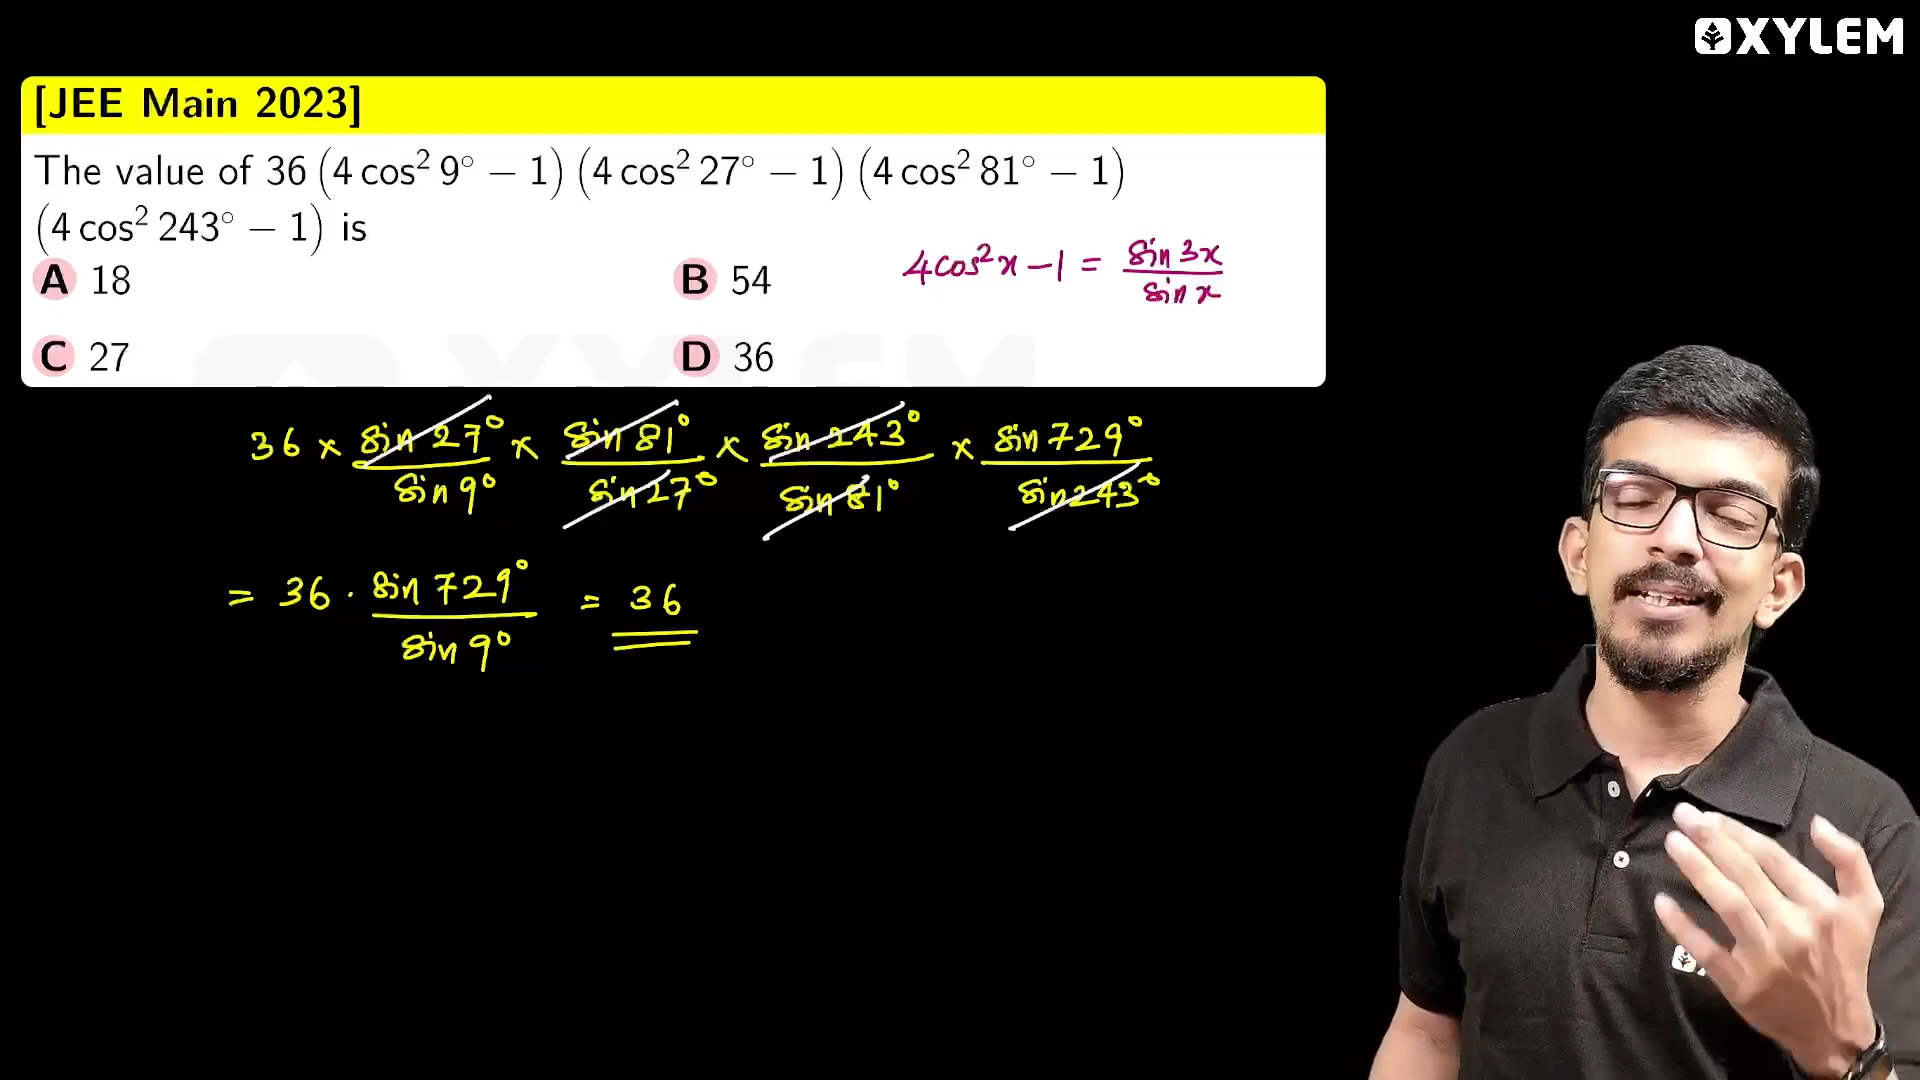 XYLEM
[JEE Main 2023]
The value of 36 (4 cos² 9° − 1) (4 cos² 27° − 1) (4 cos² 81° − 1)
(4 cos² 243° − 1) is
A 18
B 54
4cos²x − 1 = sin 3x / sin x
C 27
D 36
36 × sin 27° / sin 9° × sin 81° / sin 27° × sin 243° / sin 81° × sin 729° / sin 243°
= 36 · sin 729° / sin 9° = 36